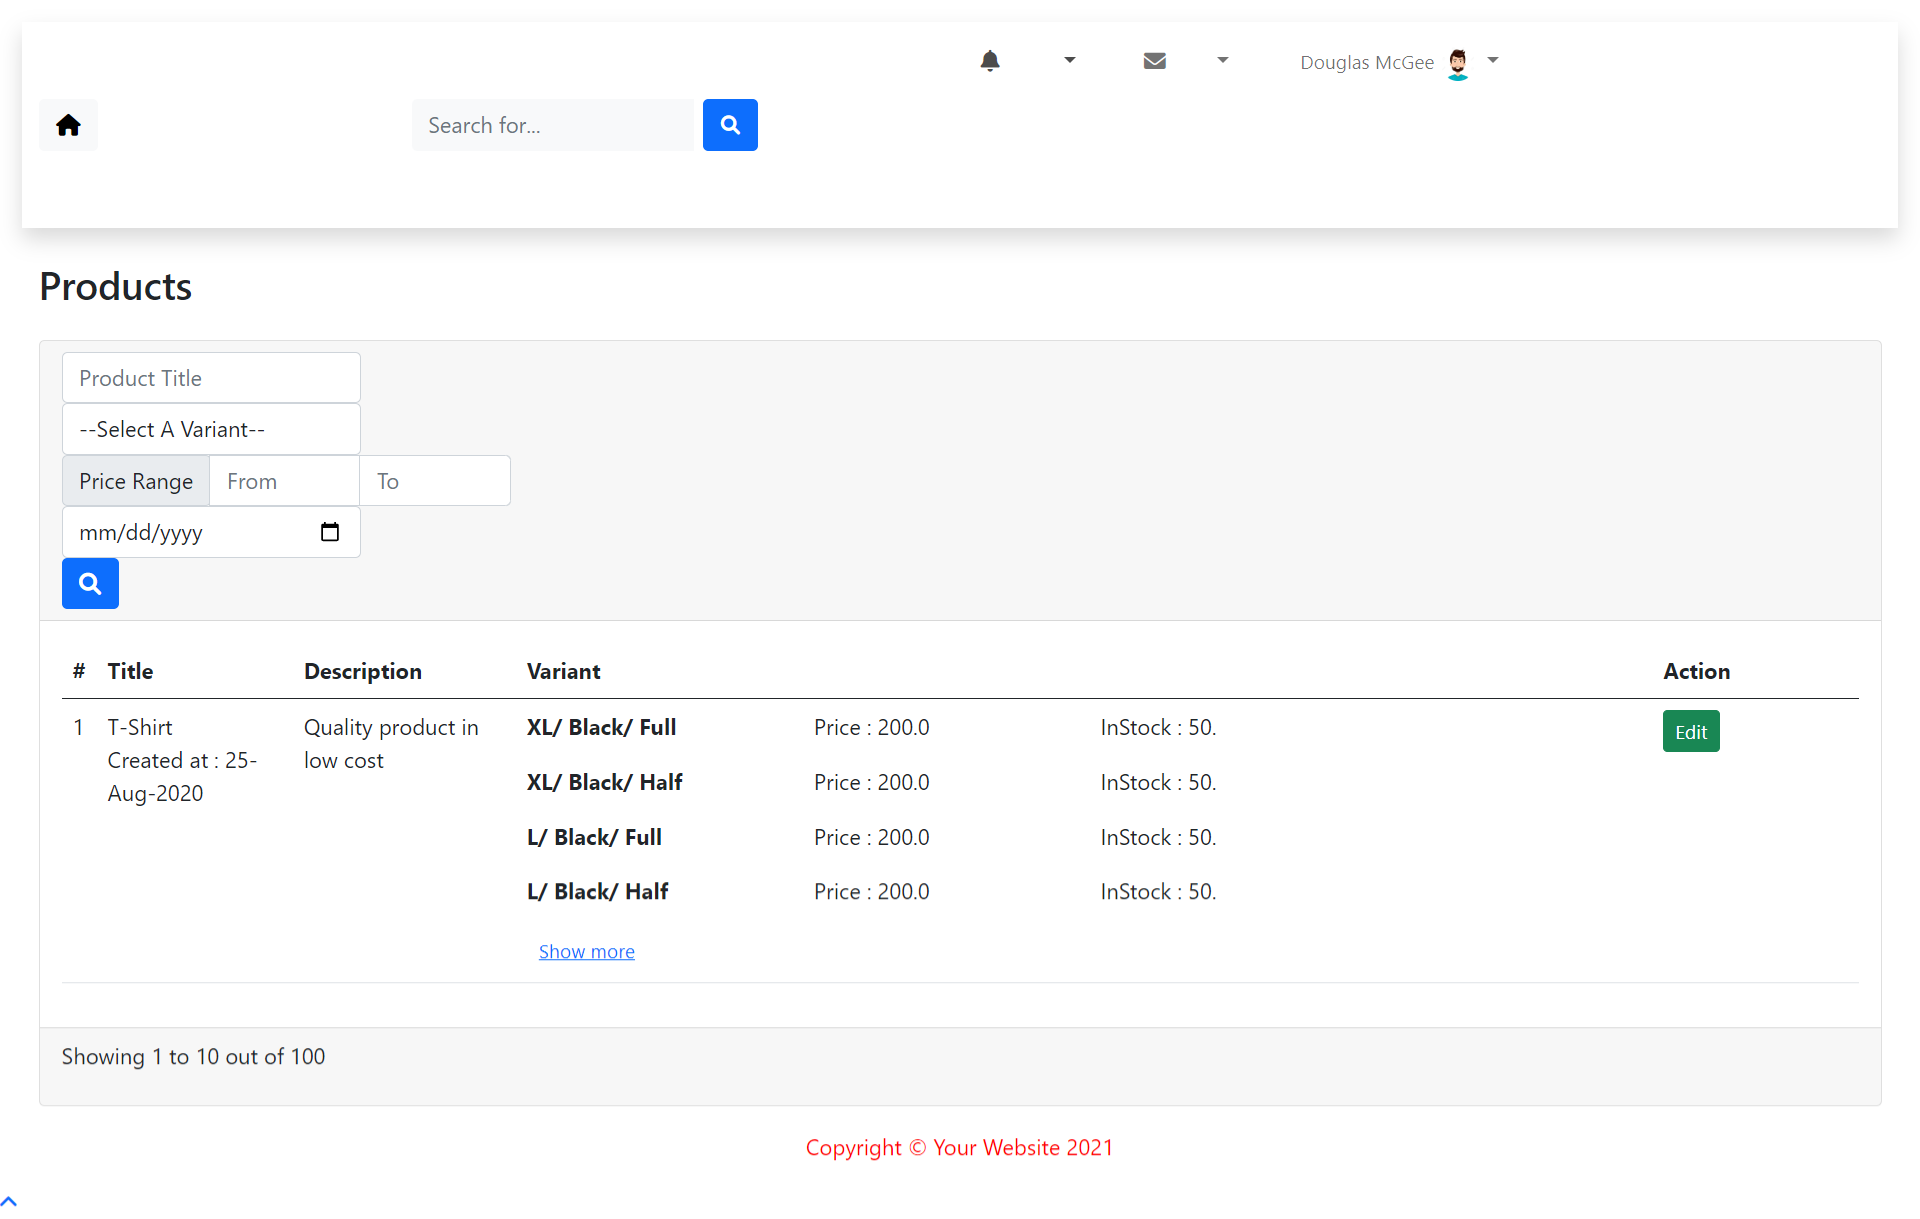 Douglas McGee
Search for...
Products
Product Title
--Select A Variant--
Price Range From To
mm/dd/yyyy
# Title Description Variant Action
1 T-Shirt Quality product in XL/ Black/ Full Price : 200.0 InStock : 50. Edit
Created at : 25- low cost
Aug-2020
XL/ Black/ Half Price : 200.0 InStock : 50.
L/ Black/ Full Price : 200.0 InStock : 50.
L/ Black/ Half Price : 200.0 InStock : 50.
Show more
Showing 1 to 10 out of 100
Copyright © Your Website 2021